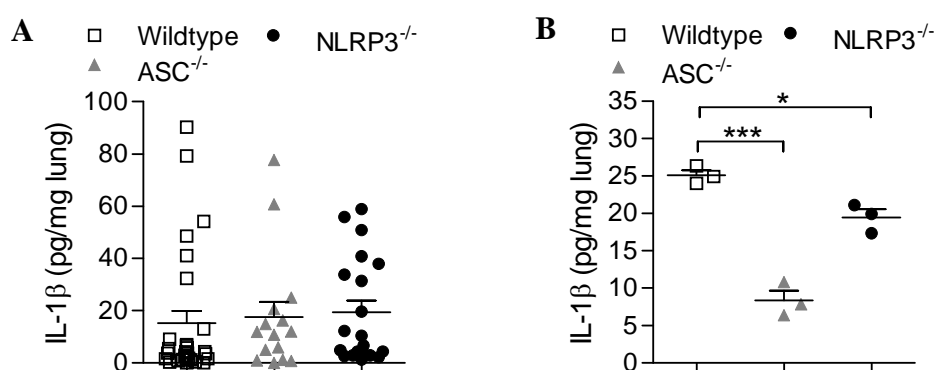 A
Wildtype
NLRP3-/-
ASC-/-
IL-1β (pg/mg lung)
100
80
60
40
20
0
B
Wildtype
NLRP3-/-
ASC-/-
IL-1β (pg/mg lung)
35
30
25
20
15
10
5
0
*
***